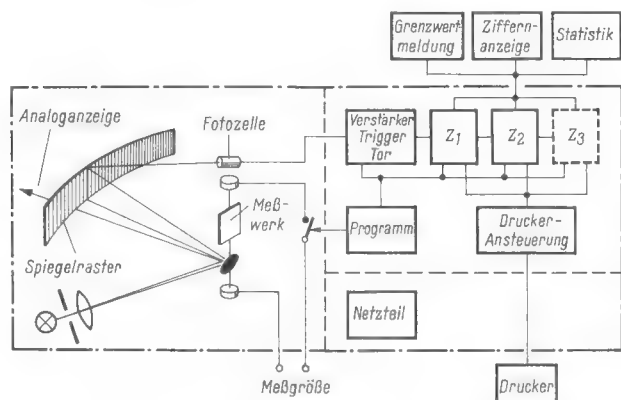 Grenzwert-
meldung
Ziffern-
anzeige
Statistik
Analoganzeige
Fotozelle
Verstärker
Trigger
Tor
Z1
Z2
Z3
Meß-
werk
Programm
Drucker-
Ansteuerung
Spiegelraster
Netzteil
Meßgröße
Drucker